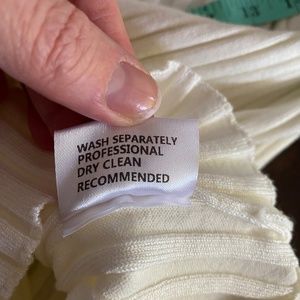 WASH SEPARATELY
PROFESSIONAL
DRY CLEAN
RECOMMENDED